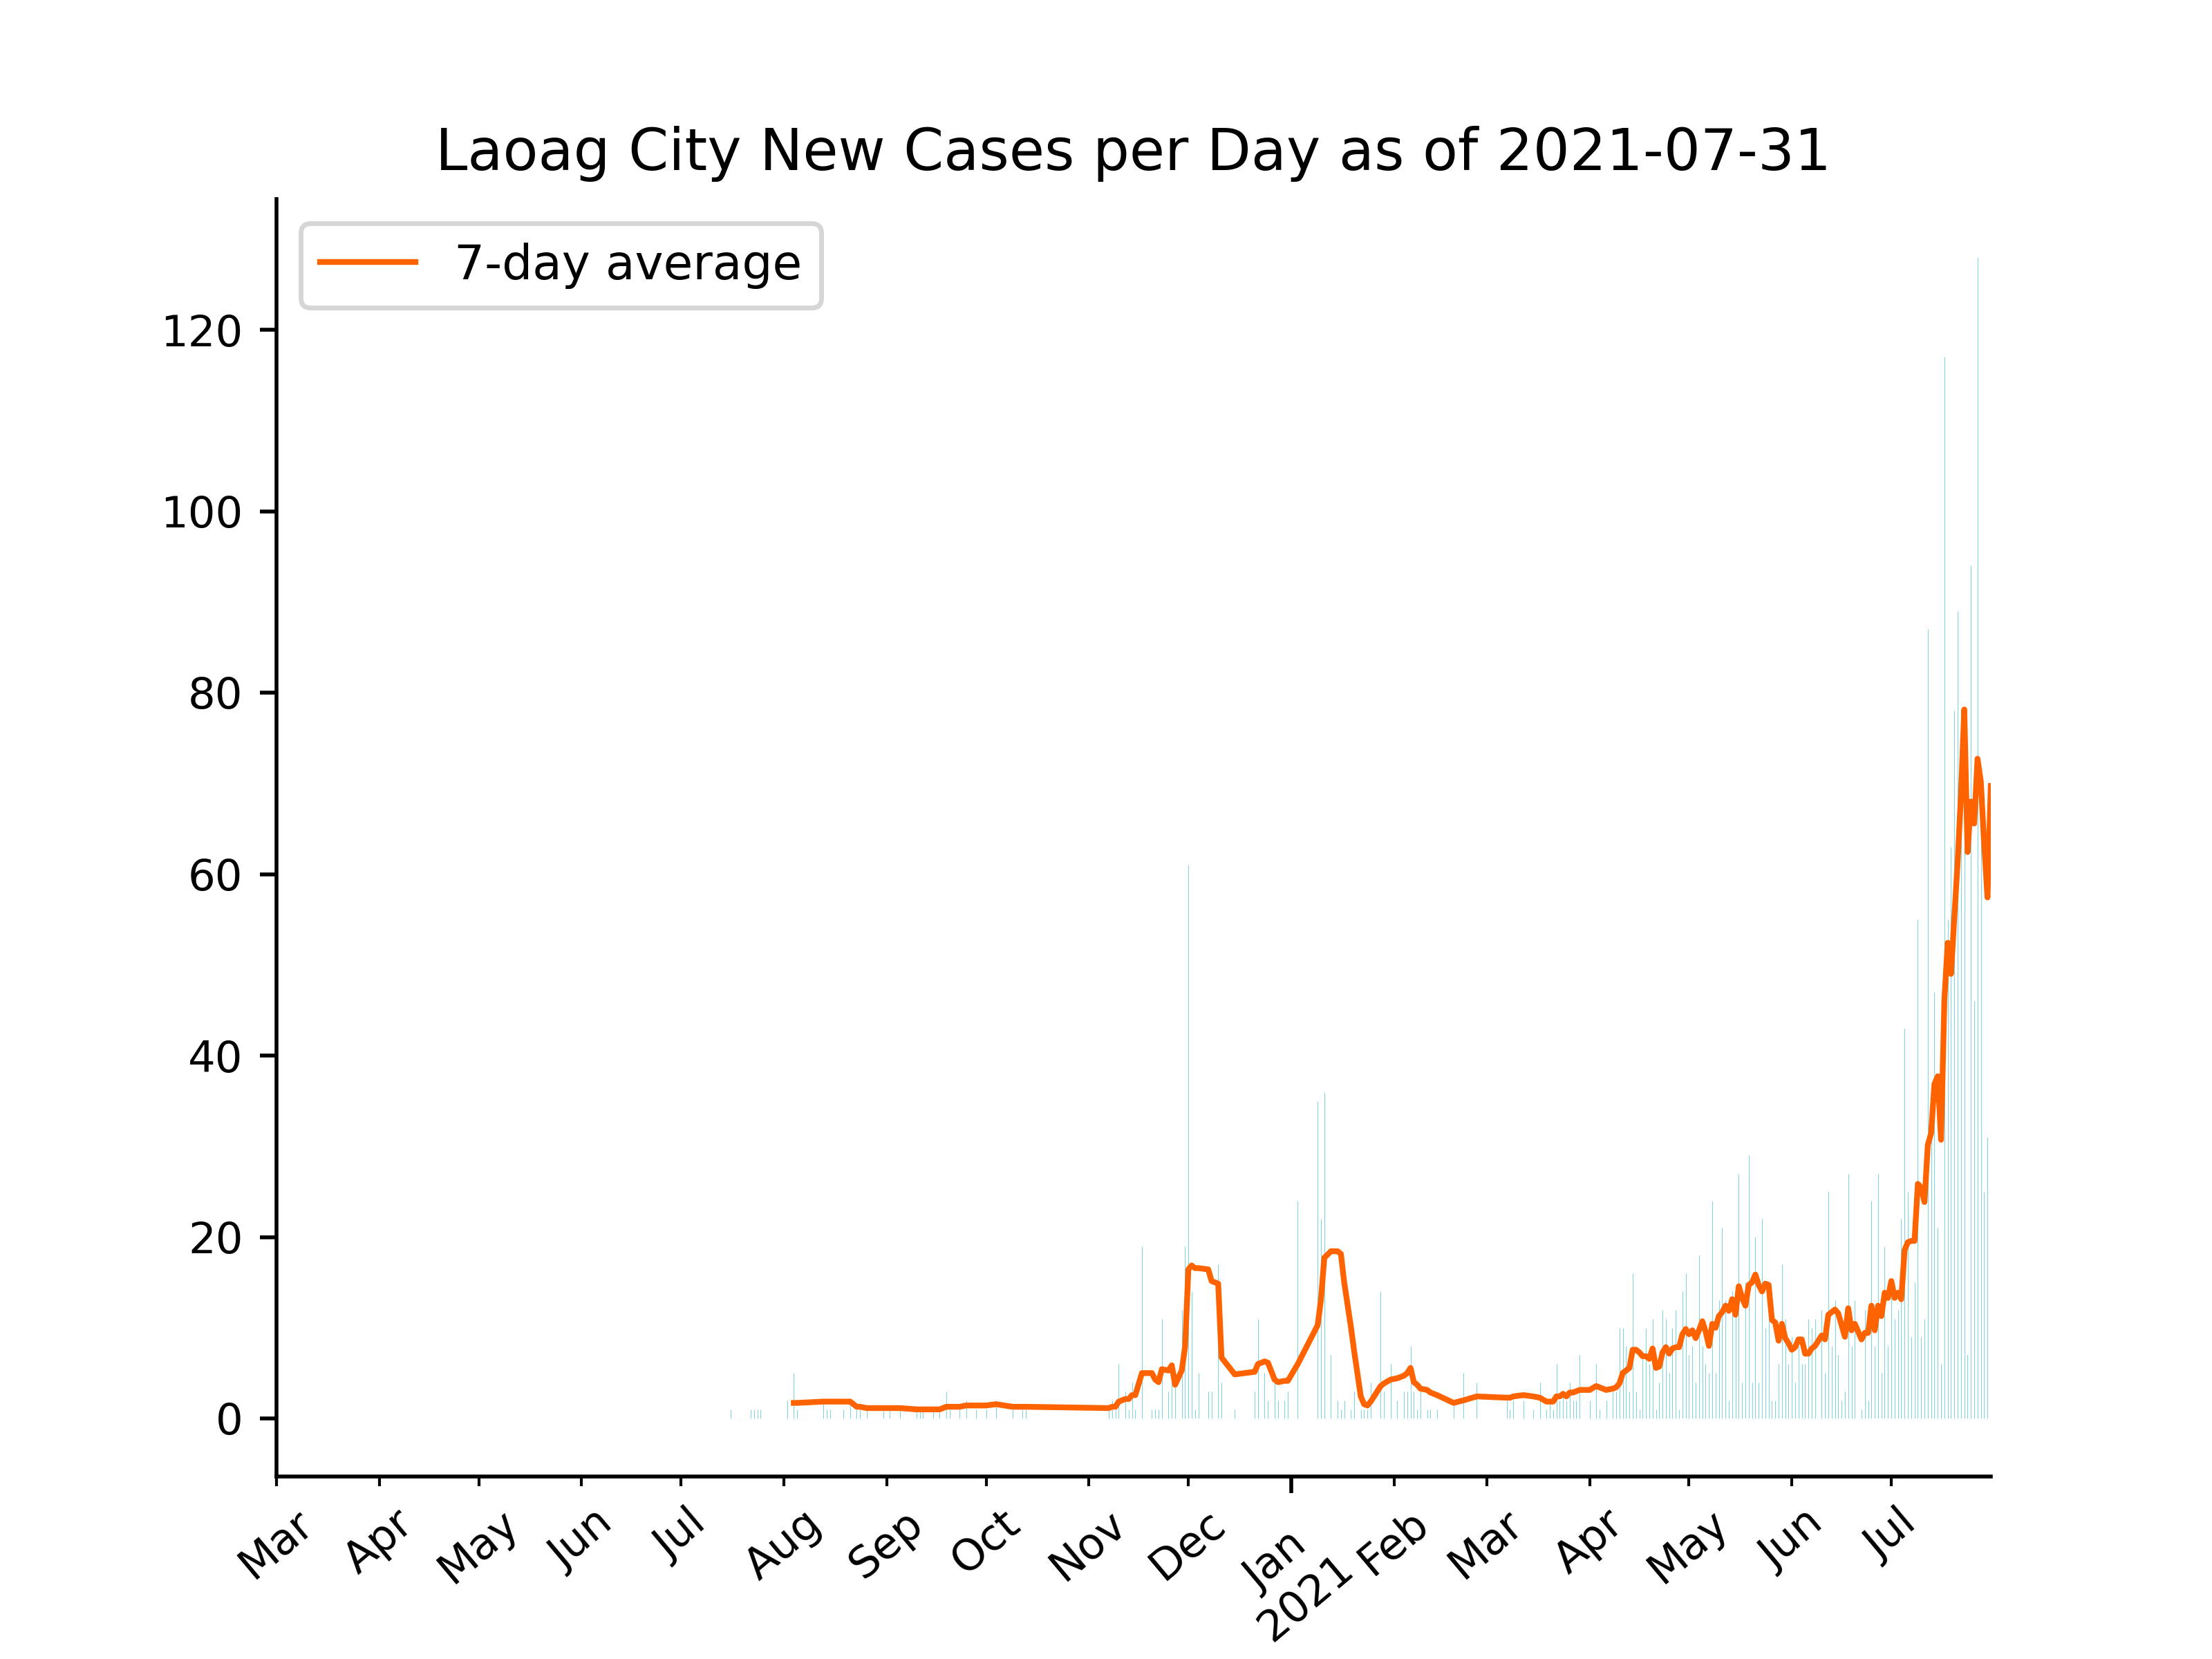 Laoag City New Cases per Day as of 2021-07-31
7-day average
120
100
80
60
40
20
0
Mar Apr May Jun Jul Aug Sep Oct Nov Dec Jan Feb Mar Apr May Jun Jul
2021